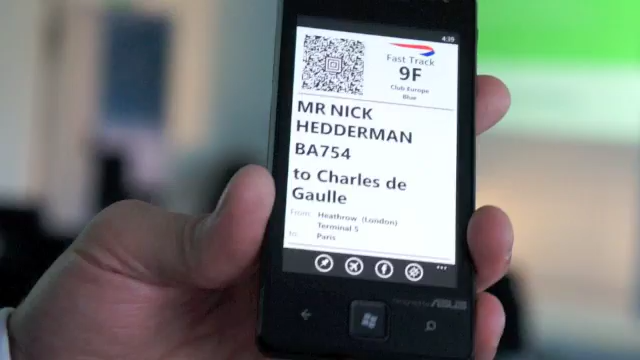 4:39
Fast Track
9F
Club Europe
Blue
MR NICK
HEDDERMAN
BA754
to Charles de
Gaulle
From: Heathrow (London)
Terminal 5
to: Paris
ASUS